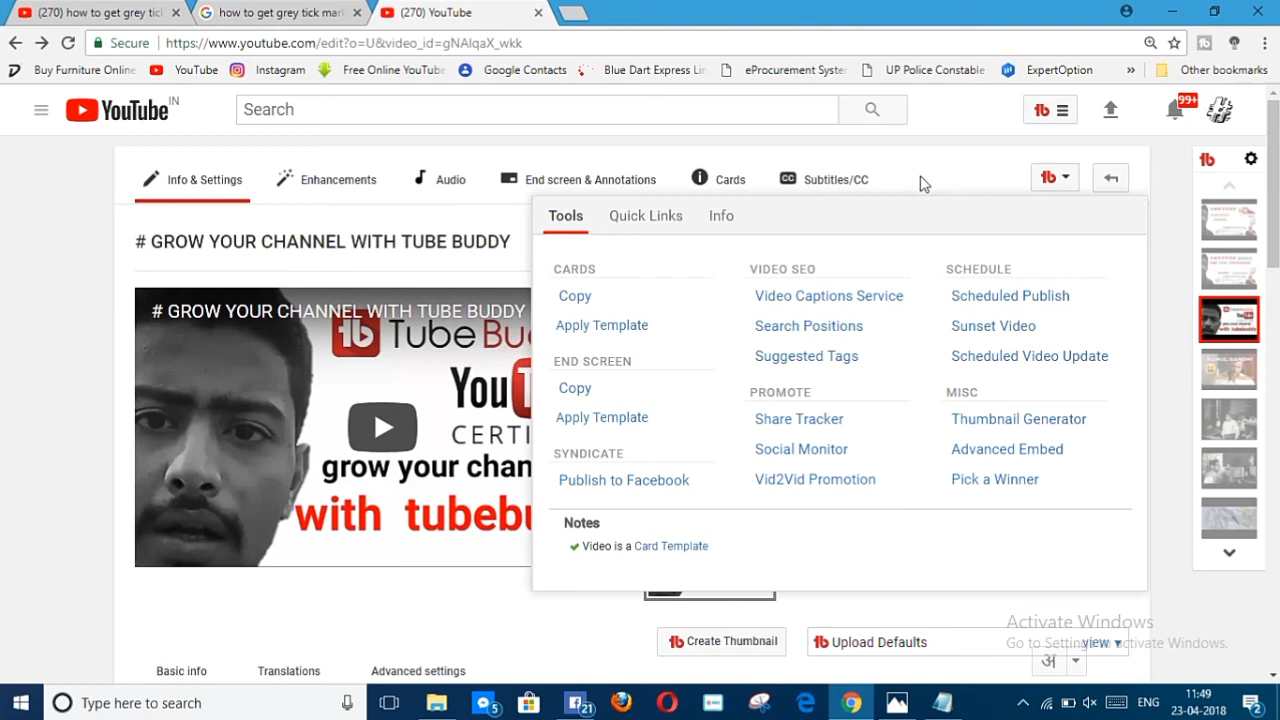 (270) how to get grey tic
how to get grey tick mar
(270) YouTube
Secure
https://www.youtube.com/edit?o=U&video_id=gNAlqaX_wkk
Buy Furniture Online
YouTube
Instagram
Free Online YouTube
Google Contacts
Blue Dart Express Lin
eProcurement Syste
UP Police Constable
ExpertOption
Other bookmarks
YouTube IN
Search
99+
Info & Settings
Enhancements
Audio
End screen & Annotations
Cards
CC Subtitles/CC
Tools
Quick Links
Info
# GROW YOUR CHANNEL WITH TUBE BUDDY
CARDS
VIDEO SEO
SCHEDULE
Copy
Video Captions Service
Scheduled Publish
# GROW YOUR CHANNEL WITH TUBE BUDDY
Apply Template
Search Positions
Sunset Video
Tube Bu
END SCREEN
Suggested Tags
Scheduled Video Update
You
Copy
PROMOTE
MISC
CERTI
Apply Template
Share Tracker
Thumbnail Generator
grow your chan
SYNDICATE
Social Monitor
Advanced Embed
with tubebu
Publish to Facebook
Vid2Vid Promotion
Pick a Winner
Notes
Video is a Card Template
Activate Windows
Go to Settings to activate Windows.
Create Thumbnail
Upload Defaults
view
अ
Basic info
Translations
Advanced settings
Type here to search
5
21
ENG
11:49
23-04-2018
2